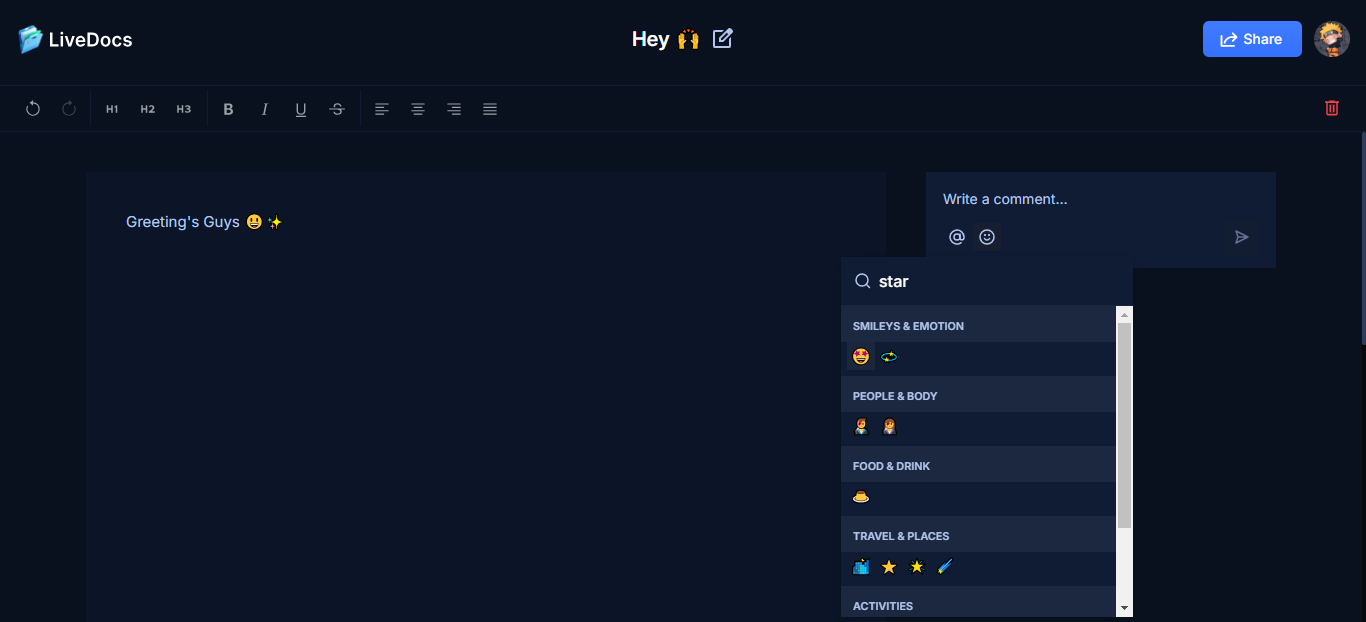 LiveDocs
Hey 🙌
Share
H1 H2 H3 B I U S
Greeting's Guys 😃 ✨
Write a comment…
@
star
SMILEYS & EMOTION
PEOPLE & BODY
FOOD & DRINK
TRAVEL & PLACES
ACTIVITIES